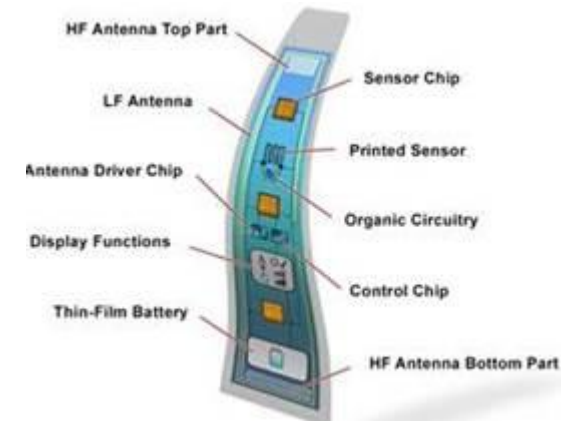 HF Antenna Top Part
Sensor Chip
LF Antenna
Printed Sensor
Antenna Driver Chip
Organic Circuitry
Display Functions
Control Chip
Thin-Film Battery
HF Antenna Bottom Part